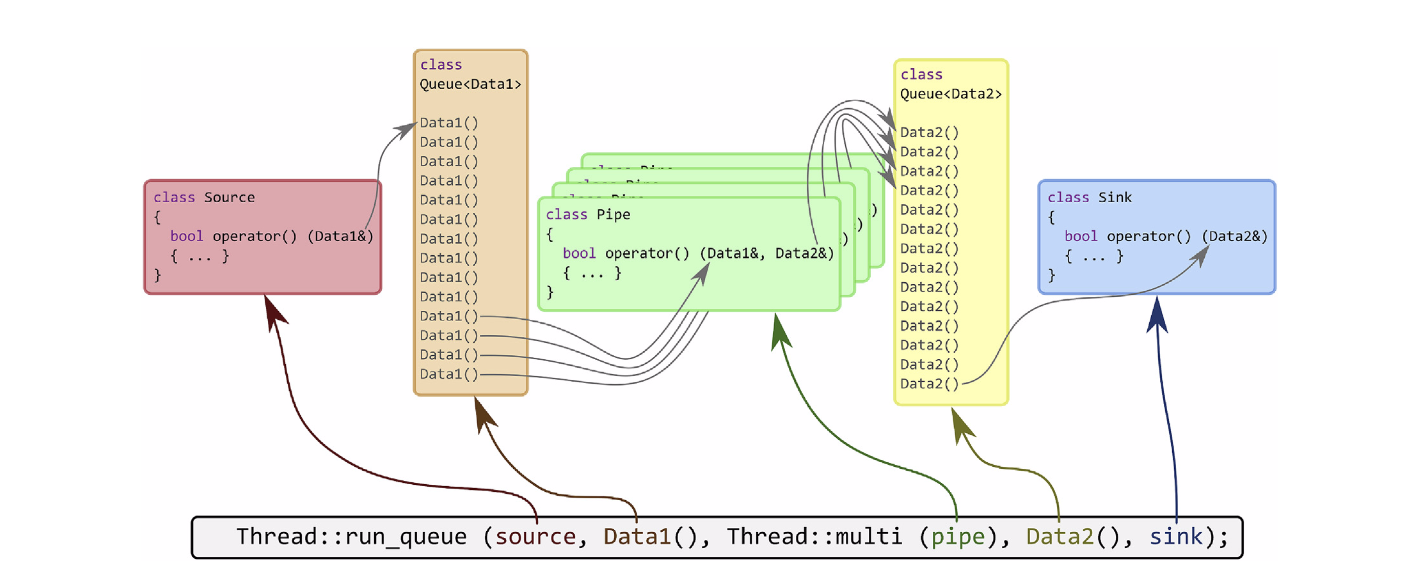 class Source
{
bool operator() (Data1&)
{ ... }
}
class
Queue<Data1>
Data1()
Data1()
Data1()
Data1()
Data1()
Data1()
Data1()
Data1()
Data1()
Data1()
Data1()
Data1()
Data1()
Data1()
class Pipe
{
bool operator() (Data1&, Data2&)
{ ... }
}
class
Queue<Data2>
Data2()
Data2()
Data2()
Data2()
Data2()
Data2()
Data2()
Data2()
Data2()
Data2()
Data2()
Data2()
Data2()
Data2()
class Sink
{
bool operator() (Data2&)
{ ... }
}
Thread::run_queue (source, Data1(), Thread::multi (pipe), Data2(), sink);